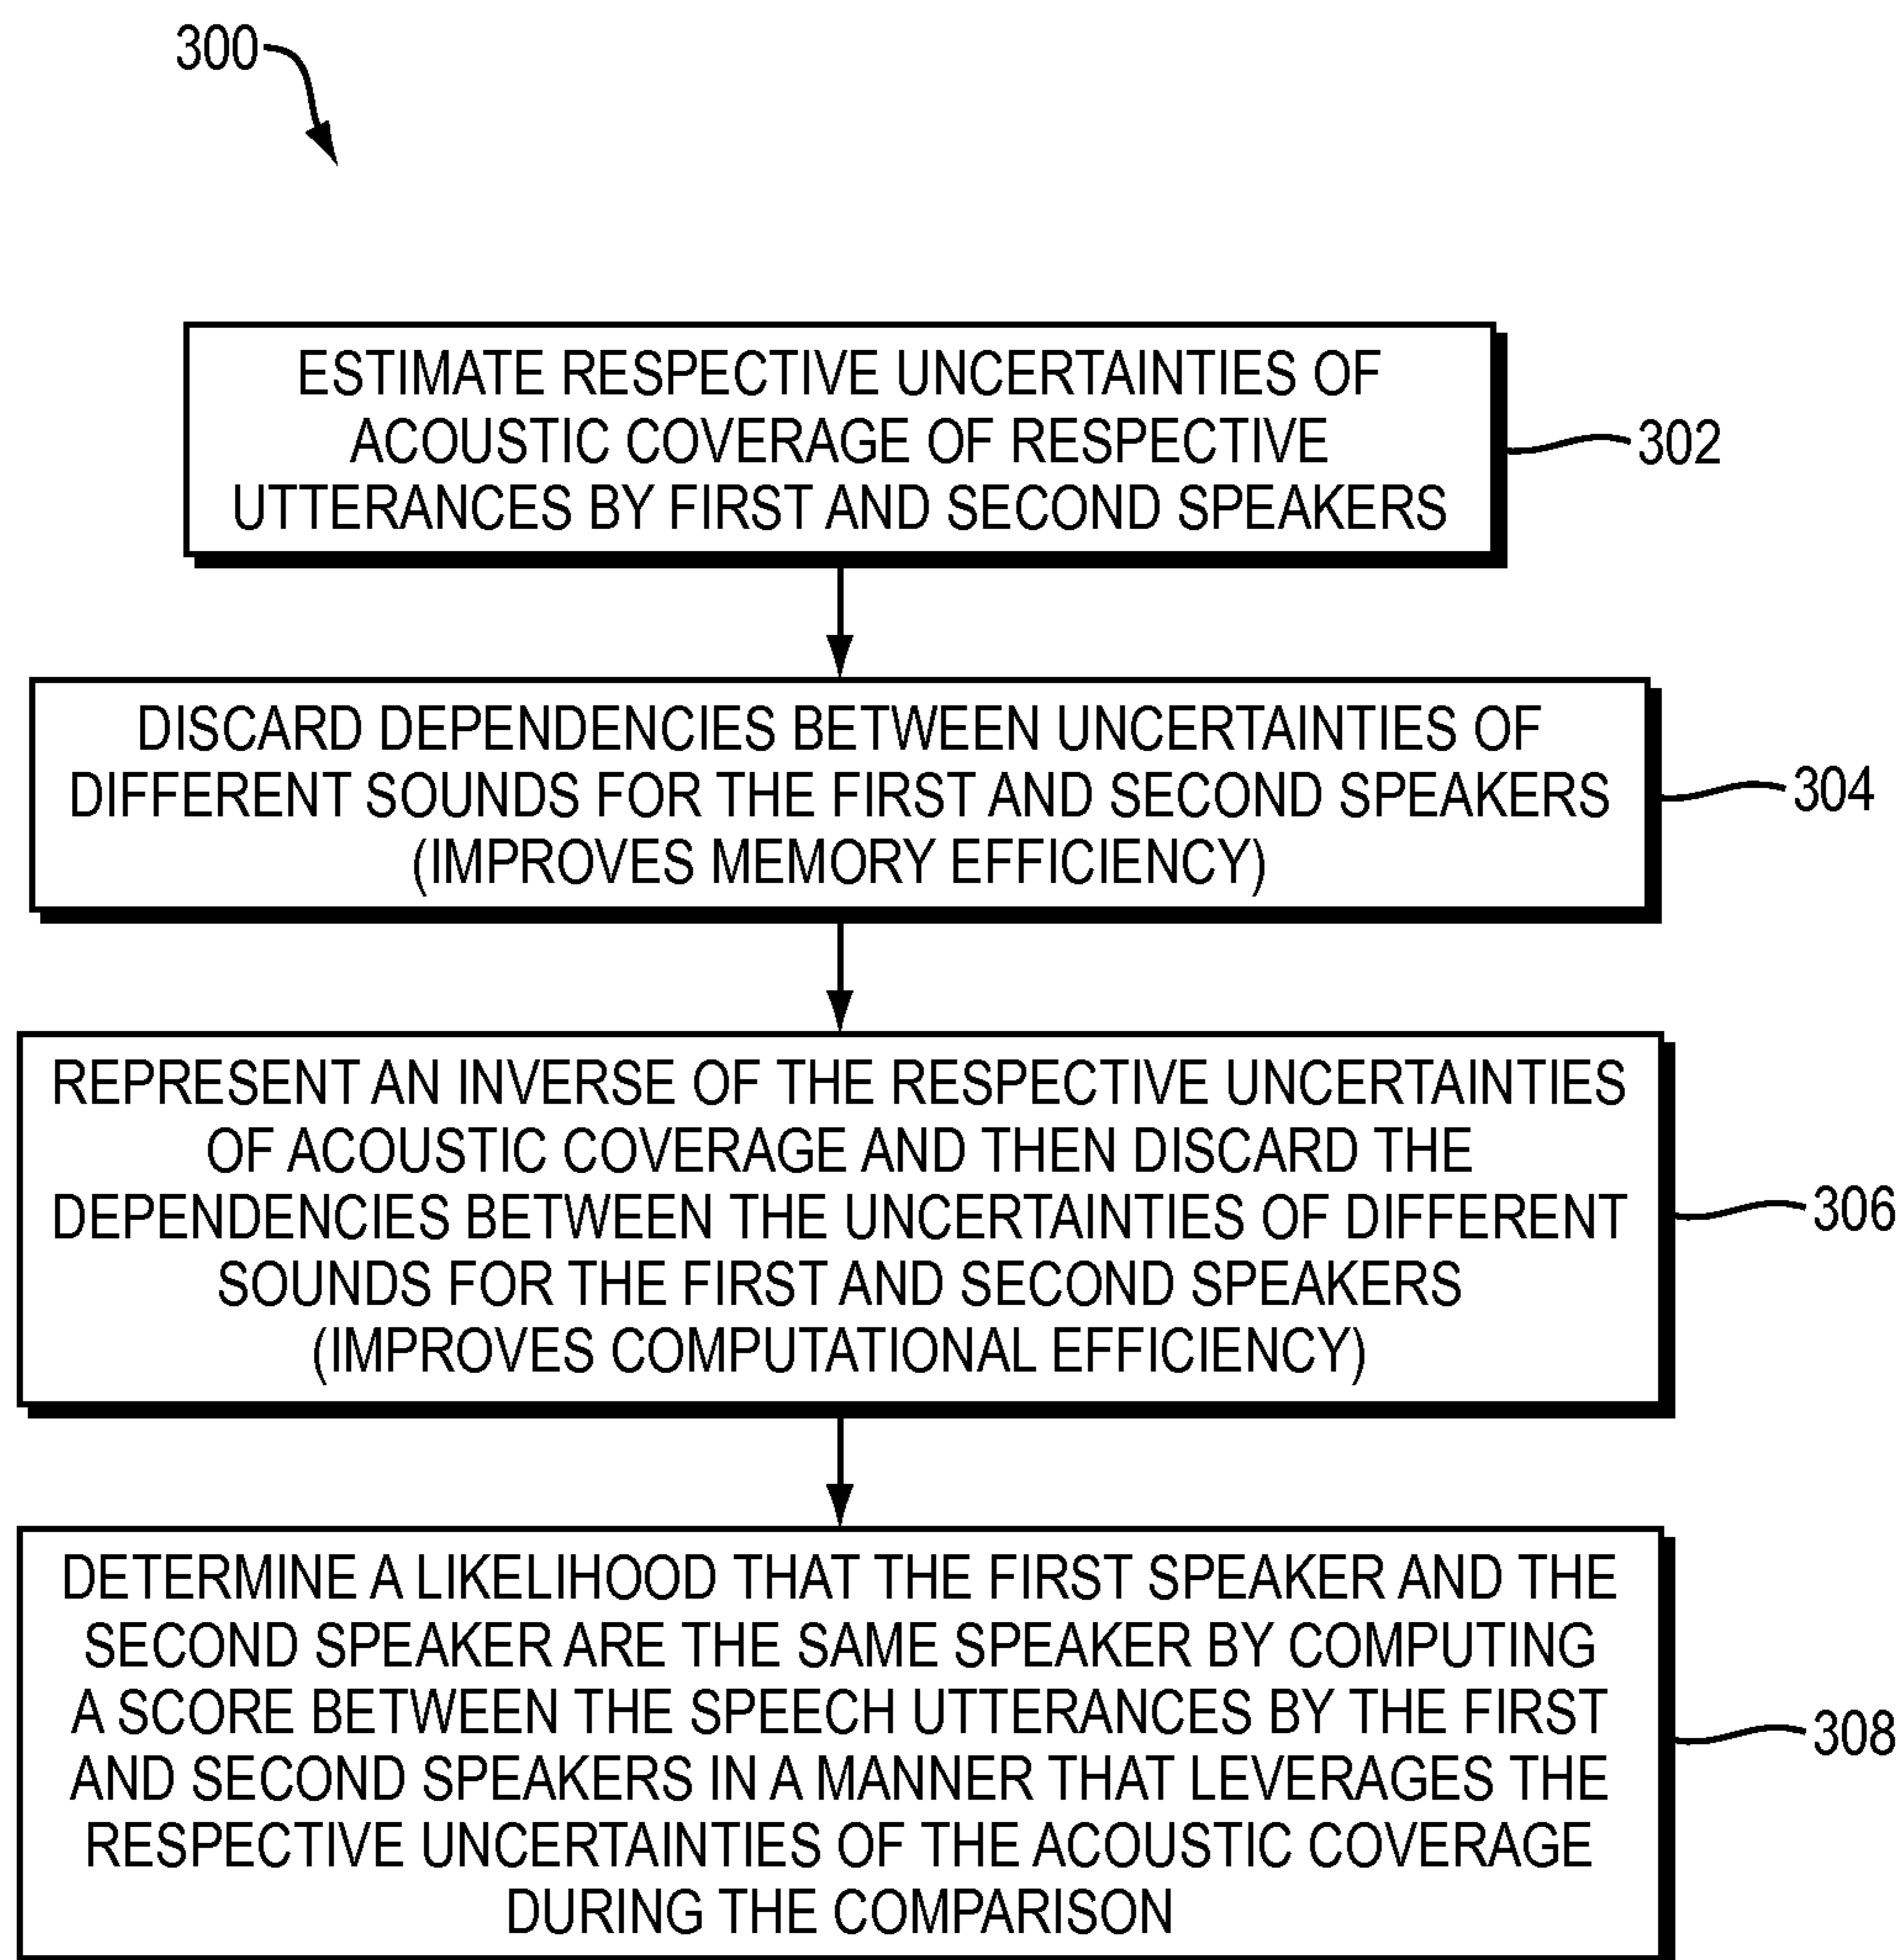 300
ESTIMATE RESPECTIVE UNCERTAINTIES OF
ACOUSTIC COVERAGE OF RESPECTIVE
UTTERANCES BY FIRST AND SECOND SPEAKERS
302
DISCARD DEPENDENCIES BETWEEN UNCERTAINTIES OF
DIFFERENT SOUNDS FOR THE FIRST AND SECOND SPEAKERS
(IMPROVES MEMORY EFFICIENCY)
304
REPRESENT AN INVERSE OF THE RESPECTIVE UNCERTAINTIES
OF ACOUSTIC COVERAGE AND THEN DISCARD THE
DEPENDENCIES BETWEEN THE UNCERTAINTIES OF DIFFERENT
SOUNDS FOR THE FIRST AND SECOND SPEAKERS
(IMPROVES COMPUTATIONAL EFFICIENCY)
306
DETERMINE A LIKELIHOOD THAT THE FIRST SPEAKER AND THE
SECOND SPEAKER ARE THE SAME SPEAKER BY COMPUTING
A SCORE BETWEEN THE SPEECH UTTERANCES BY THE FIRST
AND SECOND SPEAKERS IN A MANNER THAT LEVERAGES THE
RESPECTIVE UNCERTAINTIES OF THE ACOUSTIC COVERAGE
DURING THE COMPARISON
308